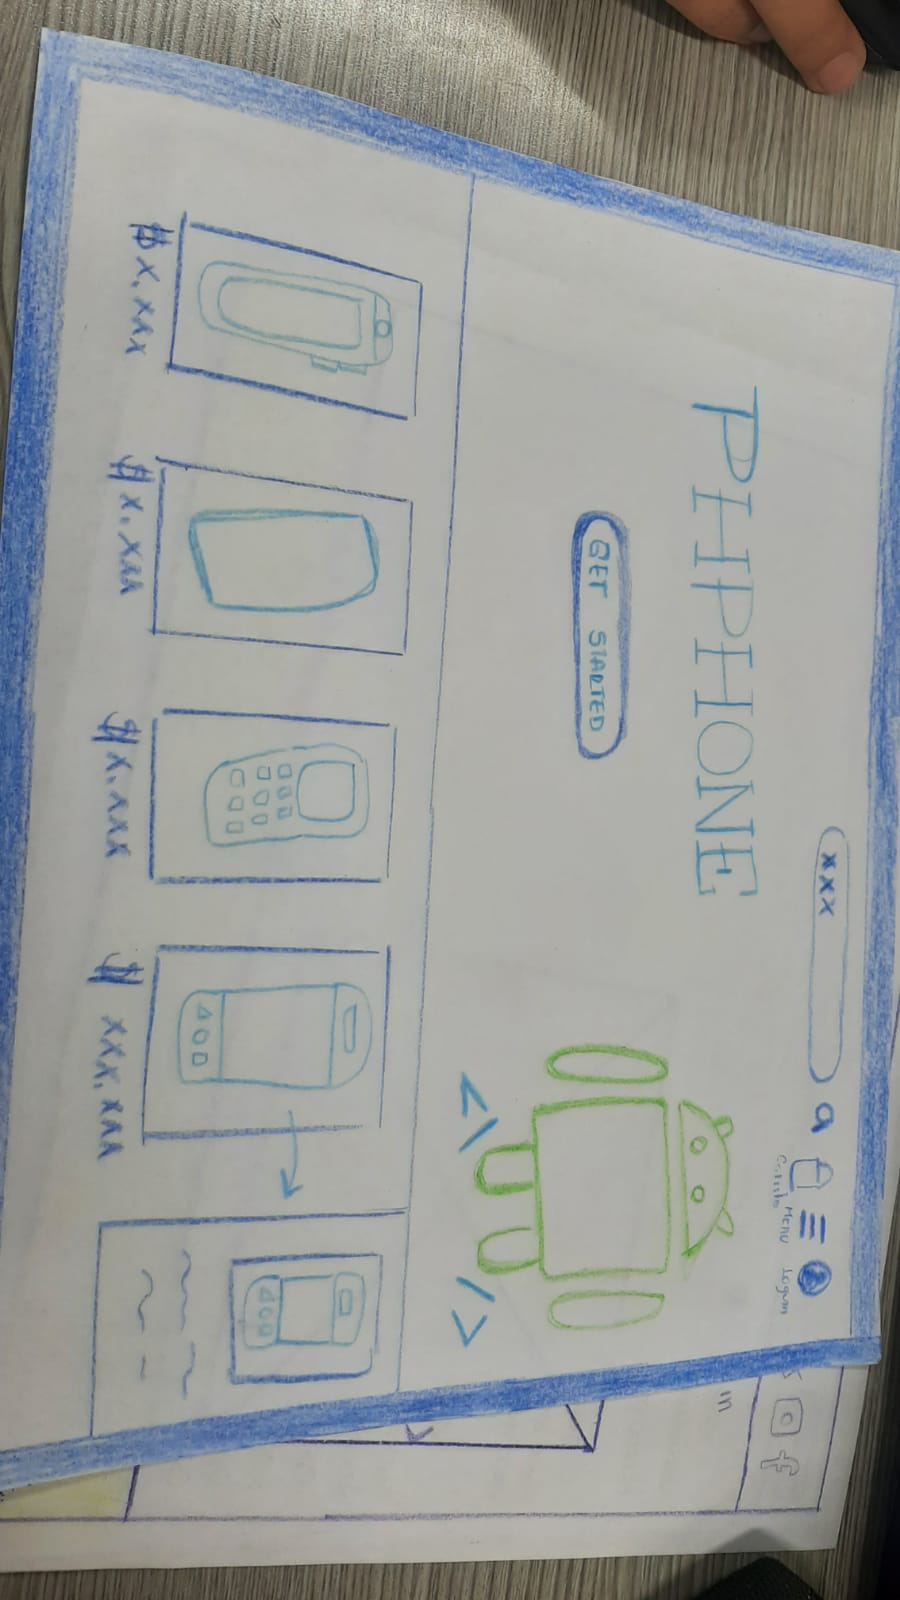 xxx
Carrito Menu Login
PHPHONE
GET STARTED
<\ />
$ x.xxx $ x.xxx $ x.xxx $ xxx.xxx